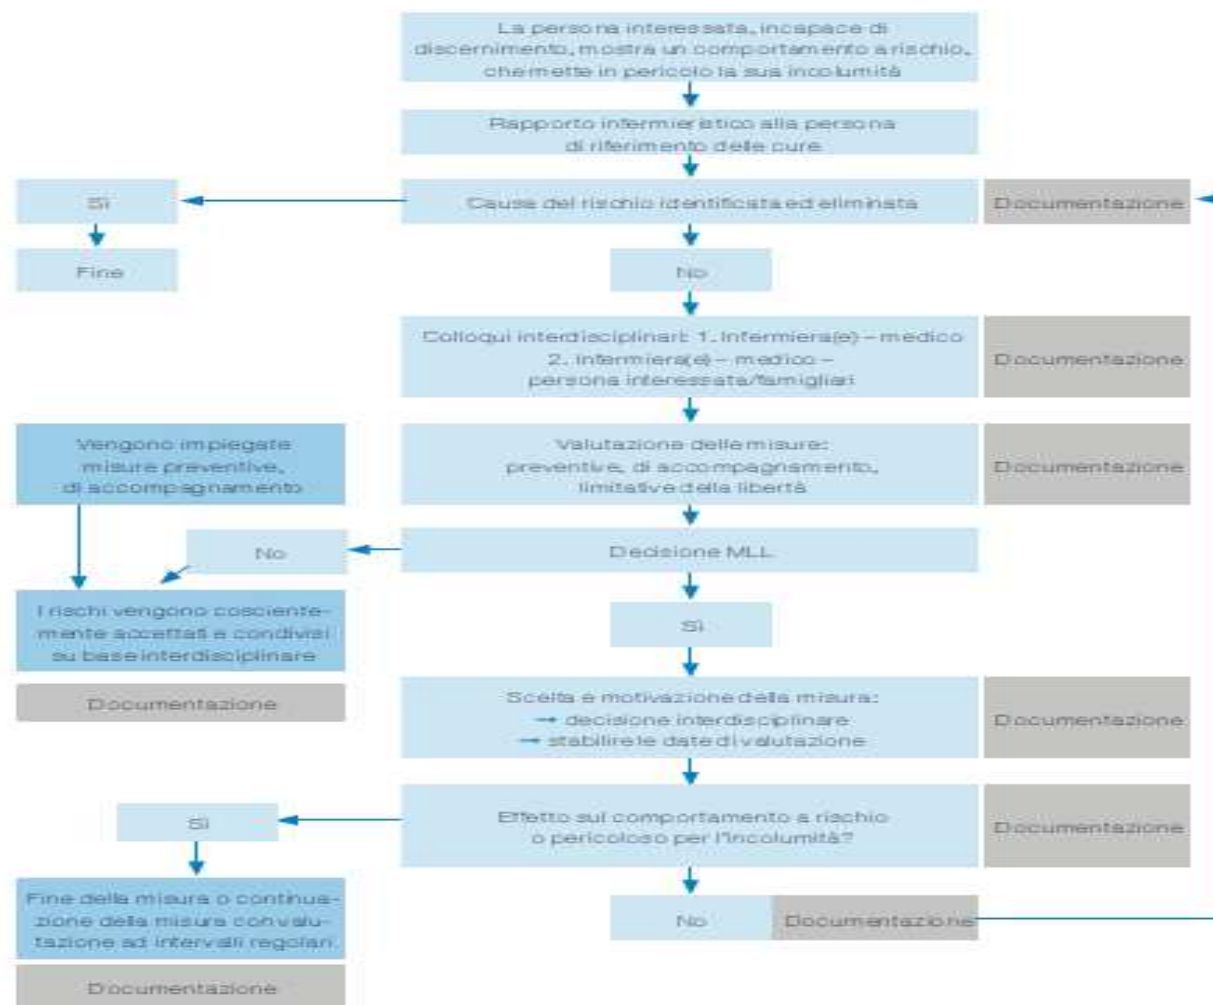 La persona interessata, incapace di
discernimento, mostra un comportamento a rischio,
che mette in pericolo la sua incolumità
Rapporto infermieristico alla persona
di riferimento delle cure
Sì
Causa del rischio identificata ed eliminata
Documentazione
Fine
No
Colloqui interdisciplinari: 1. Infermiera(e) – medico
2. Infermiera(e) – medico –
persona interessata/famigliari
Documentazione
Vengono impiegate
misure preventive,
di accompagnamento
Valutazione delle misure:
preventive, di accompagnamento,
limitative della libertà
Documentazione
No
Decisione MLL
I rischi vengono cosciente-
mente accettati e condivisi
su base interdisciplinare
Documentazione
Sì
Scelta e motivazione della misura:
→ decisione interdisciplinare
→ stabilire le date di valutazione
Documentazione
Sì
Effetto sul comportamento a rischio
o pericoloso per l'incolumità?
Documentazione
Fine della misura o continua-
zione della misura con valu-
tazione ad intervalli regolari.
Documentazione
No
Documentazione